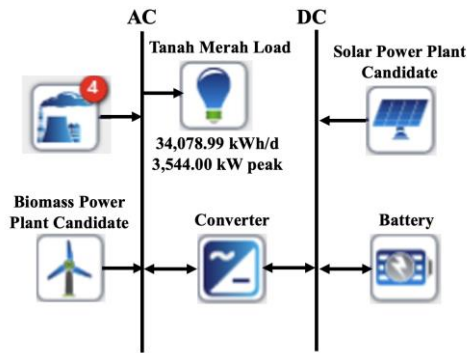 AC
DC
Tanah Merah Load
Solar Power Plant
Candidate
4
34,078.99 kWh/d
3,544.00 kW peak
Biomass Power
Plant Candidate
Converter
Battery